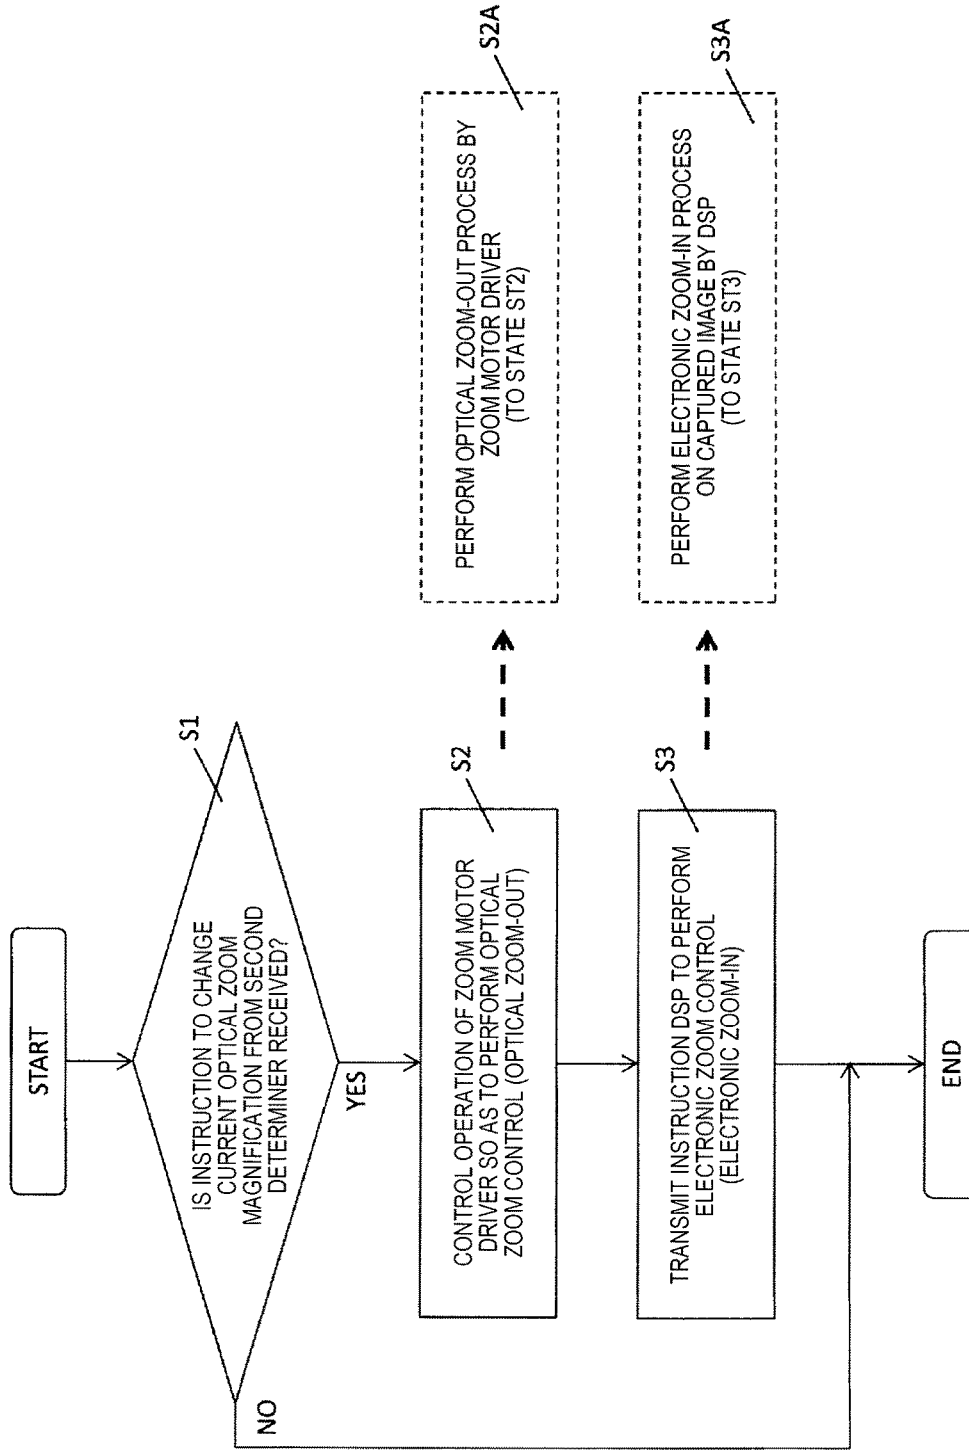 START
S1
IS INSTRUCTION TO CHANGE
CURRENT OPTICAL ZOOM
MAGNIFICATION FROM SECOND
DETERMINER RECEIVED?
NO
YES
S2
CONTROL OPERATION OF ZOOM MOTOR
DRIVER SO AS TO PERFORM OPTICAL
ZOOM CONTROL (OPTICAL ZOOM-OUT)
S2A
PERFORM OPTICAL ZOOM-OUT PROCESS BY
ZOOM MOTOR DRIVER
(TO STATE ST2)
S3
TRANSMIT INSTRUCTION DSP TO PERFORM
ELECTRONIC ZOOM CONTROL
(ELECTRONIC ZOOM-IN)
S3A
PERFORM ELECTRONIC ZOOM-IN PROCESS
ON CAPTURED IMAGE BY DSP
(TO STATE ST3)
END